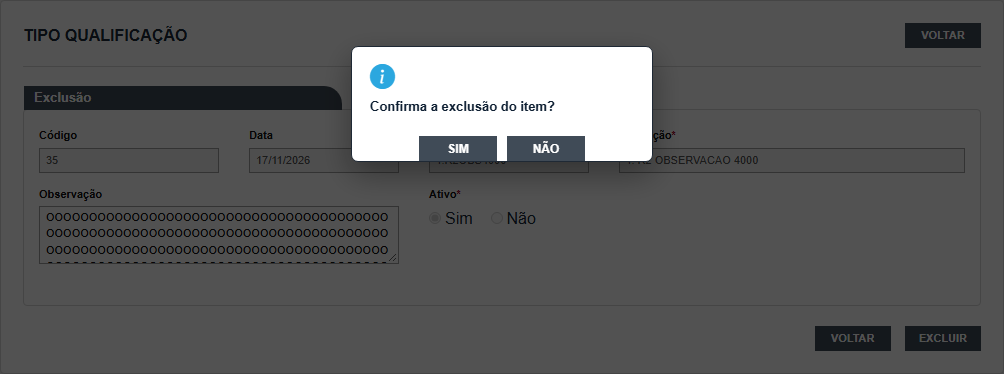 TIPO QUALIFICAÇÃO
VOLTAR
i
Confirma a exclusão do item?
SIM
NÃO
Exclusão
Código
Data
35
17/11/2026
OBSERVACAO 4000
Observação
Ativo*
OOOOOOOOOOOOOOOOOOOOOOOOOOOOOOOOOOOOOOOO
OOOOOOOOOOOOOOOOOOOOOOOOOOOOOOOOOOOOOOOO
OOOOOOOOOOOOOOOOOOOOOOOOOOOOOOOOOOOOOOOO
Sim
Não
VOLTAR
EXCLUIR